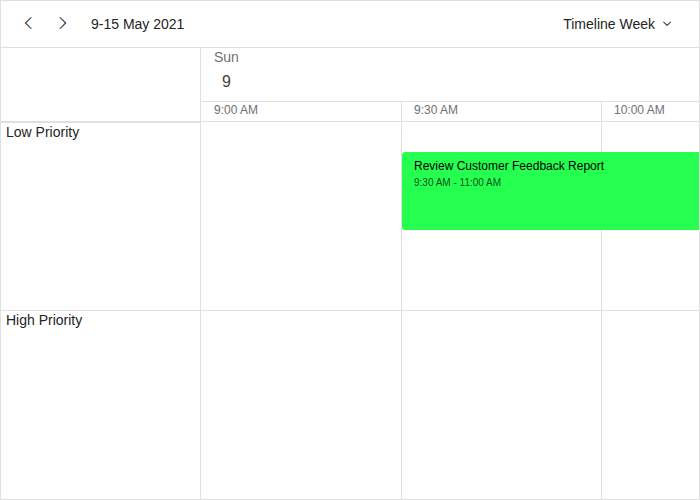 9-15 May 2021
Timeline Week
Sun
9
9:00 AM
9:30 AM
10:00 AM
Low Priority
Review Customer Feedback Report
9:30 AM - 11:00 AM
High Priority